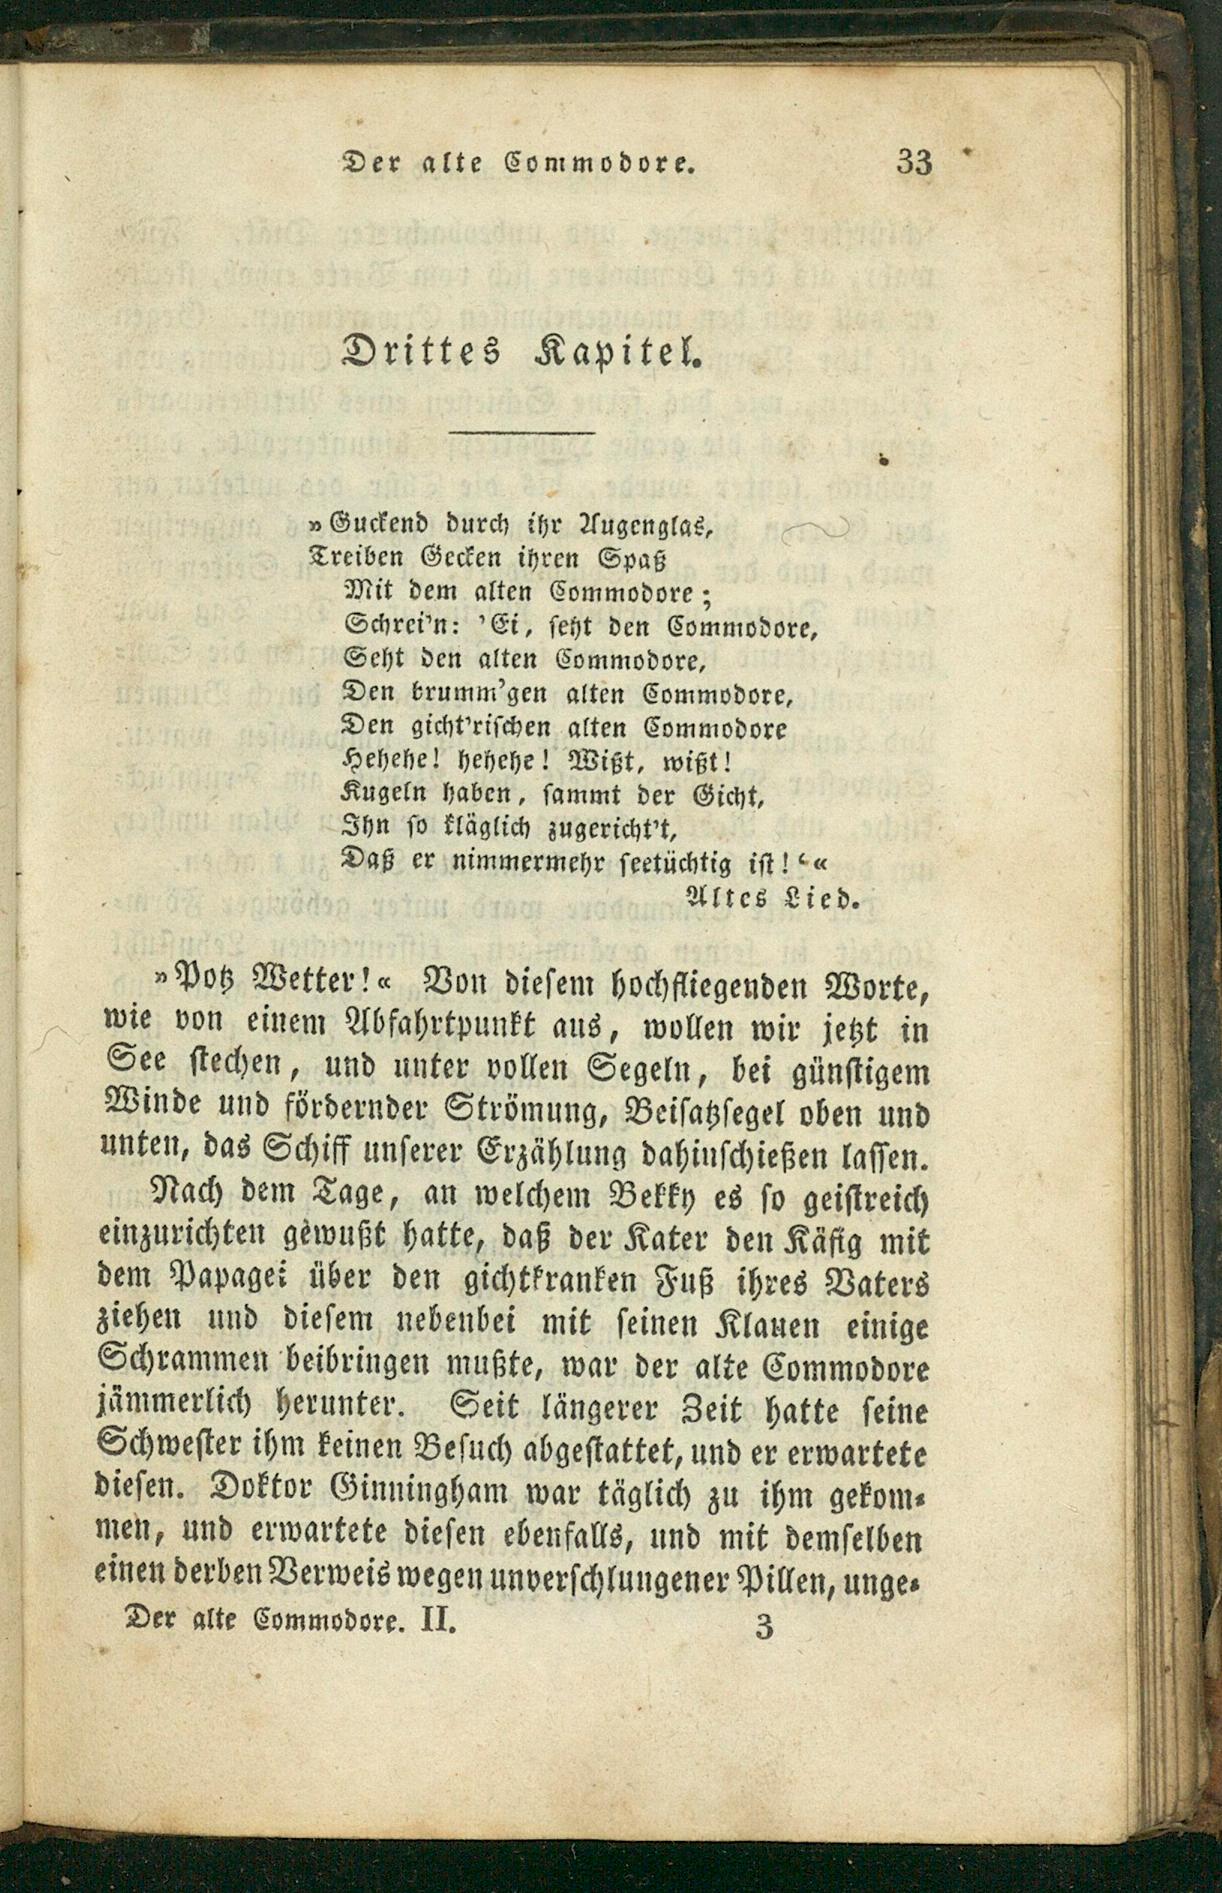 Der alte Commodore. 33
Drittes Kapitel.
»Guckend durch ihr Augenglas,
Treiben Gecken ihren Spaß
Mit dem alten Commodore;
Schrei'n: 'Ei, seht den Commodore,
Seht den alten Commodore,
Den brumm'gen alten Commodore,
Den gicht'rischen alten Commodore
Hehehe! hehehe! Wißt, wißt!
Kugeln haben, sammt der Gicht,
Ihn so kläglich zugericht't,
Daß er nimmermehr seetüchtig ist!‘«
Altes Lied.
»Potz Wetter!« Von diesem hochfliegenden Worte,
wie von einem Abfahrtpunkt aus, wollen wir jetzt in
See stechen, und unter vollen Segeln, bei günstigem
Winde und fördernder Strömung, Beisatzsegel oben und
unten, das Schiff unserer Erzählung dahinschießen lassen.
Nach dem Tage, an welchem Bekky es so geistreich
einzurichten gewußt hatte, daß der Kater den Käfig mit
dem Papagei über den gichtkranken Fuß ihres Vaters
ziehen und diesem nebenbei mit seinen Klauen einige
Schrammen beibringen mußte, war der alte Commodore
jämmerlich herunter. Seit längerer Zeit hatte seine
Schwester ihm keinen Besuch abgestattet, und er erwartete
diesen. Doktor Ginningham war täglich zu ihm gekom-
men, und erwartete diesen ebenfalls, und mit demselben
einen derben Verweis wegen unverschlungener Pillen, unge-
Der alte Commodore. II. 3